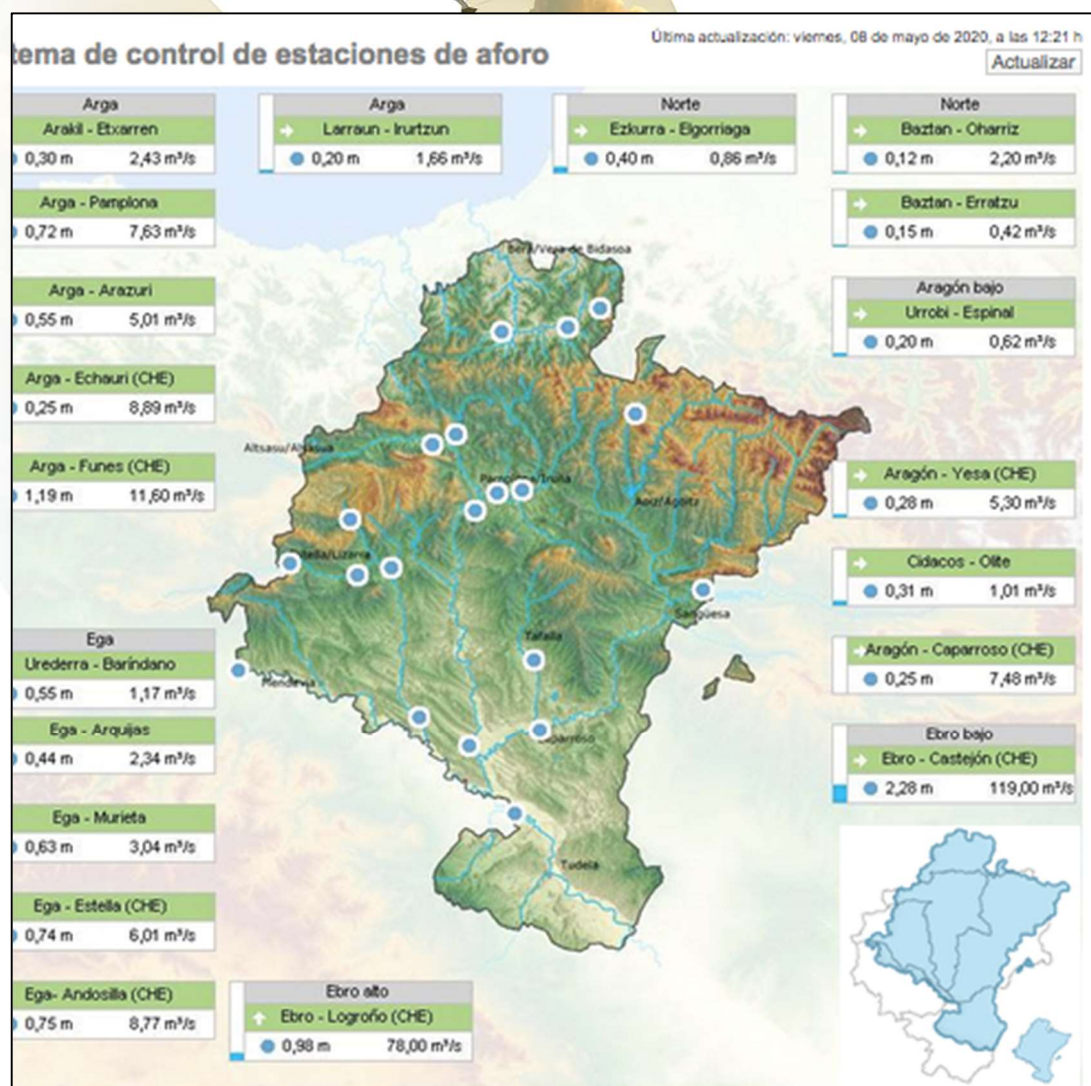 Última actualización: viernes, 08 de mayo de 2020, a las 12:21 h
tema de control de estaciones de aforo
Actualizar
Arga
Arakil - Etxarren
0,30 m 2,43 m³/s
Arga - Pamplona
0,72 m 7,63 m³/s
Arga - Arazuri
0,55 m 5,01 m³/s
Arga - Echauri (CHE)
0,25 m 8,89 m³/s
Arga - Funes (CHE)
1,19 m 11,60 m³/s
Ega
Urederra - Barindano
0,55 m 1,17 m³/s
Ega - Arquijas
0,44 m 2,34 m³/s
Ega - Murieta
0,63 m 3,04 m³/s
Ega - Estella (CHE)
0,74 m 6,01 m³/s
Ega- Andosilla (CHE)
0,75 m 8,77 m³/s
Arga
Larraun - Irurtzun
0,20 m 1,66 m³/s
Norte
Ezkurra - Elgorriaga
0,40 m 0,86 m³/s
Norte
Baztan - Oharriz
0,12 m 2,20 m³/s
Baztan - Erratzu
0,15 m 0,42 m³/s
Aragón bajo
Urrobi - Espinal
0,20 m 0,62 m³/s
Aragón - Yesa (CHE)
0,28 m 5,30 m³/s
Cidacos - Olite
0,31 m 1,01 m³/s
Aragón - Caparroso (CHE)
0,25 m 7,48 m³/s
Ebro bajo
Ebro - Castejón (CHE)
2,28 m 119,00 m³/s
Ebro alto
Ebro - Logroño (CHE)
0,98 m 78,00 m³/s
Bera/Vera de Bidasoa
Altsasu/Alsasua
Pamplona/Iruña
Aoiz/Agoitz
Estella/Lizarra
Sangüesa
Tafalla
Mendavia
Caparroso
Tudela